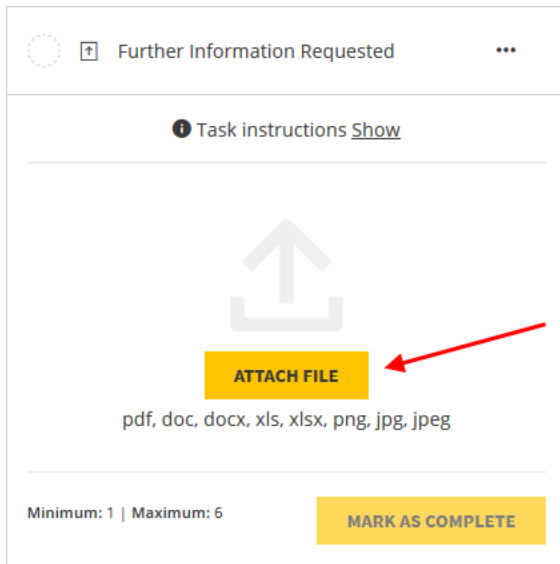 Further Information Requested
Task instructions Show
ATTACH FILE
pdf, doc, docx, xls, xlsx, png, jpg, jpeg
Minimum: 1 | Maximum: 6
MARK AS COMPLETE